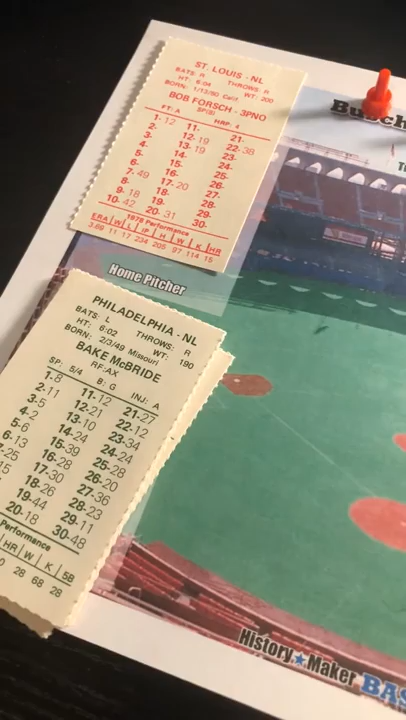 ST. LOUIS - NL
BATS: R THROWS: R
HT: 6:04 WT: 200
BORN: 1/13/50 Calif.
BOB FORSCH - 3PNO
SP(8)
FT: A HRP: 4
1-12 11- 21-
2- 12-19 22-38
3- 13-19 23-
4- 14- 24-
5- 15- 25-
6- 16- 26-
7-49 17-20 27-
8- 18- 28-
9-18 19- 29-
10-42 20-31 30-
1978 Performance
ERA W L IP H W K HR
3.69 11 17 234 205 97 114 15
Busch
Home Pitcher
PHILADELPHIA - NL
BATS: L THROWS: R
HT: 6:02 WT: 190
BORN: 2/3/49 Missouri
BAKE McBRIDE
RF:AX
SP: 5/4 B: G INJ: A
1-8 11-12 21-27
2-11 12-21 22-12
3-5 13-10 23-34
4-2 14-24 24-24
5-6 15-39 25-28
6-13 16-28 26-20
-25 17-30 27-36
15 18-26 28-23
19-44 29-11
20-18 30-48
Performance
HR W K SB
28 68 28
History Maker